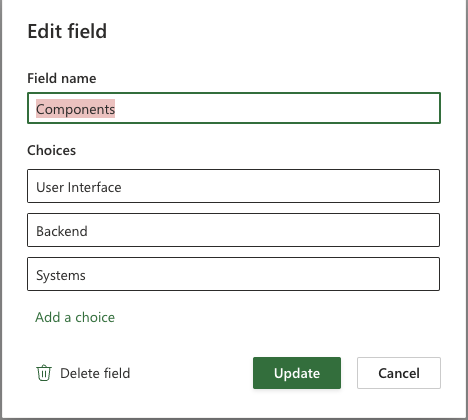 Edit field
Field name
Components
Choices
User Interface
Backend
Systems
Add a choice
Delete field Update Cancel